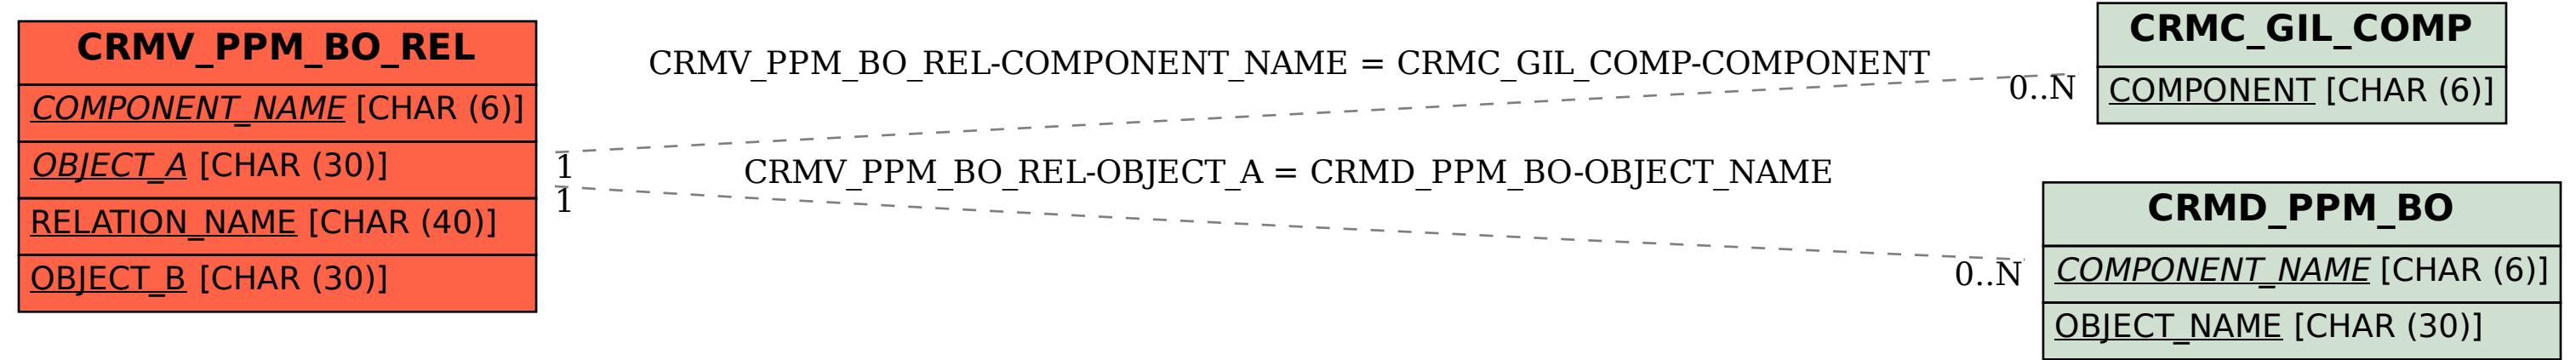 CRMV_PPM_BO_REL
COMPONENT_NAME [CHAR (6)]
OBJECT_A [CHAR (30)]
RELATION_NAME [CHAR (40)]
OBJECT_B [CHAR (30)]
CRMV_PPM_BO_REL-COMPONENT_NAME = CRMC_GIL_COMP-COMPONENT
1
0..N
CRMV_PPM_BO_REL-OBJECT_A = CRMD_PPM_BO-OBJECT_NAME
1
0..N
CRMC_GIL_COMP
COMPONENT [CHAR (6)]
CRMD_PPM_BO
COMPONENT_NAME [CHAR (6)]
OBJECT_NAME [CHAR (30)]